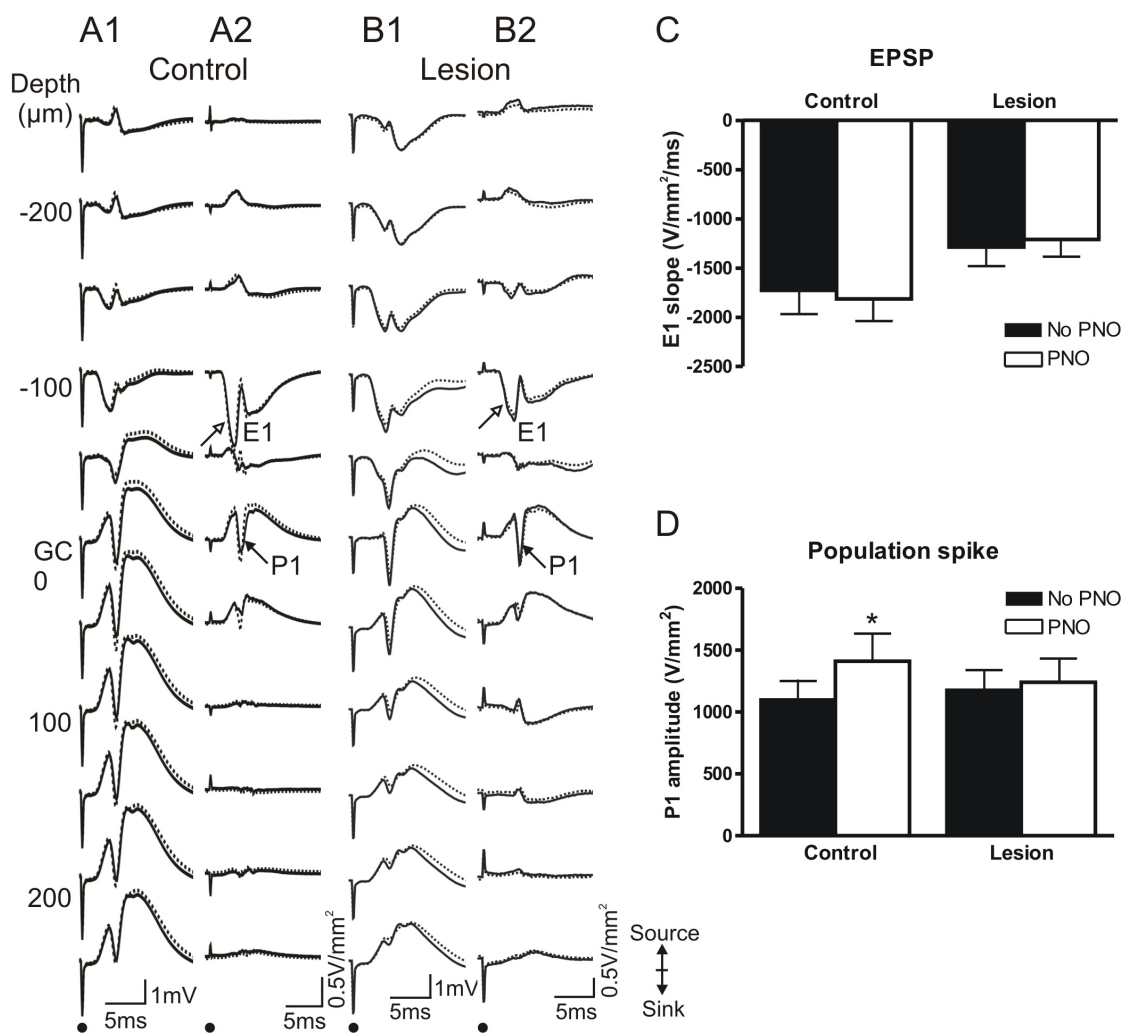 A1 A2 B1 B2
Control Lesion
Depth
(μm)
-200
-100
E1 E1
GC
0
P1 P1
100
200
1mV
5ms
0.5V/mm²
5ms
1mV
5ms
0.5V/mm²
5ms
Source
Sink
C
EPSP
Control Lesion
0
-500
-1000
-1500
-2000
-2500
E1 slope (V/mm²/ms)
No PNO
PNO
D
Population spike
2000
1500
1000
500
0
P1 amplitude (V/mm²)
No PNO
PNO
*
Control Lesion